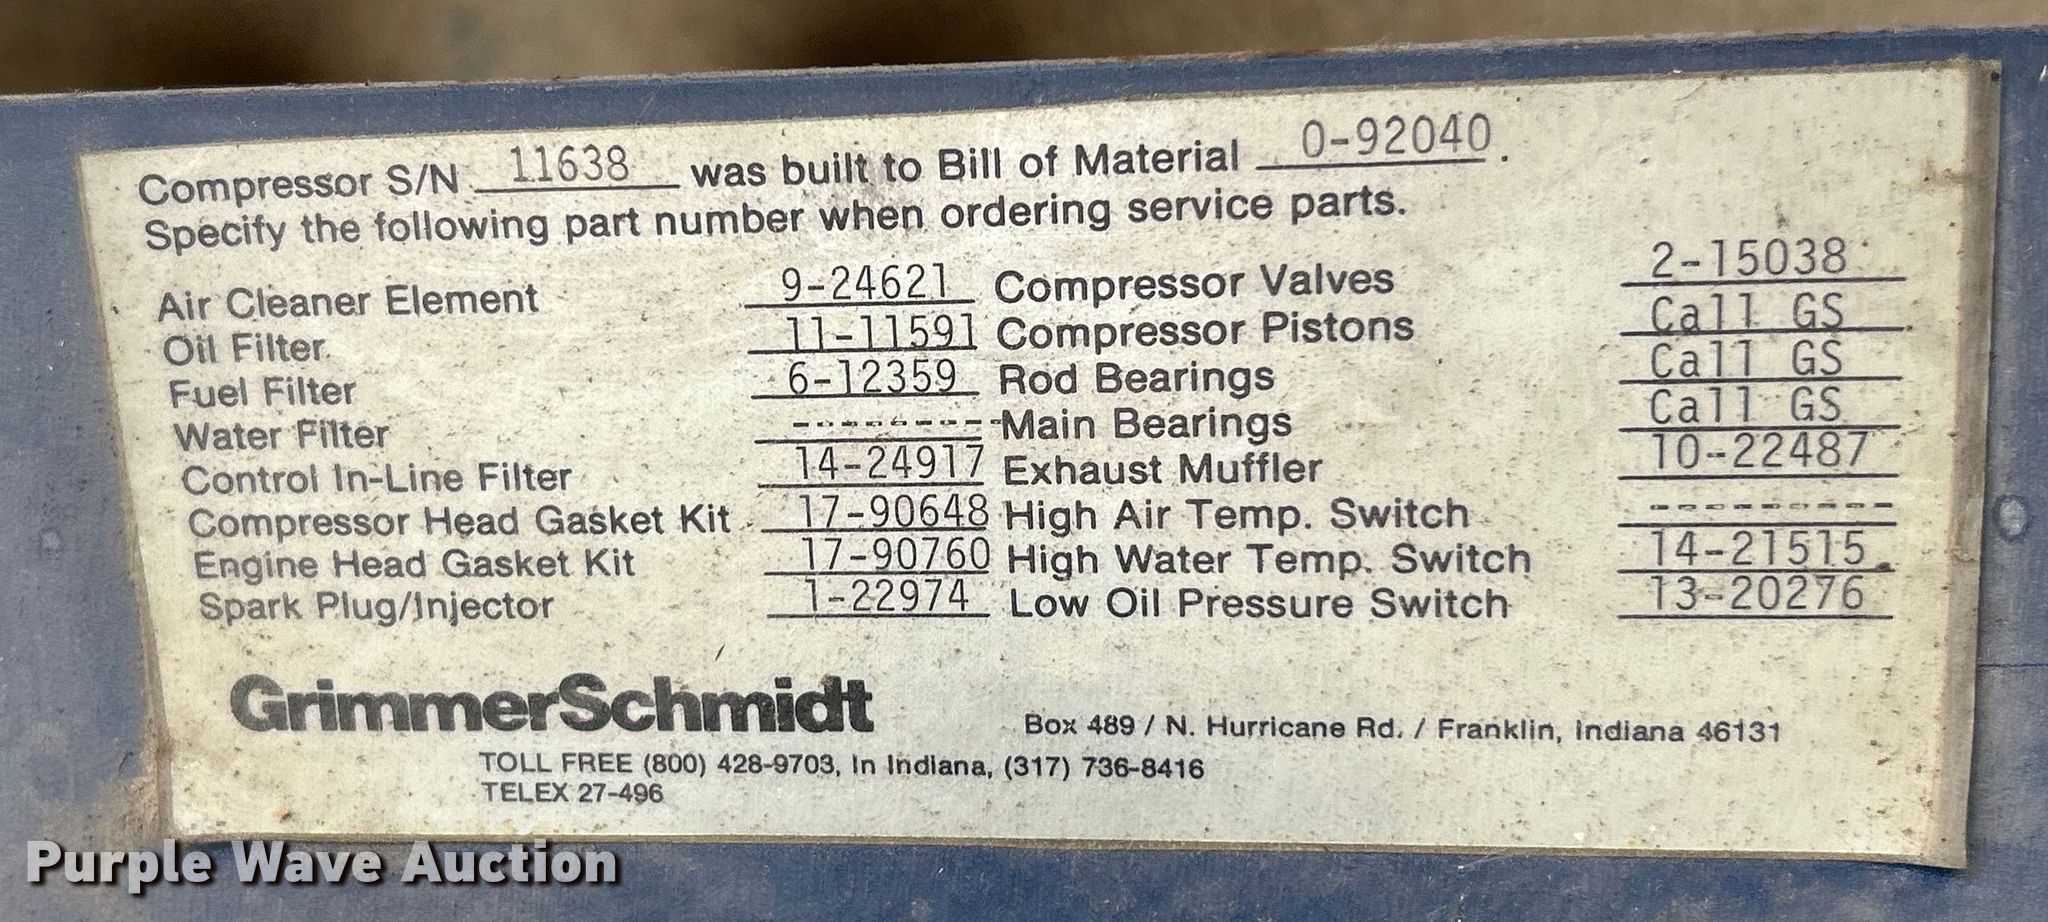 Compressor S/N 11638 was built to Bill of Material 0-92040.
Specify the following part number when ordering service parts.
Air Cleaner Element 9-24621 Compressor Valves 2-15038
Oil Filter 11-11591 Compressor Pistons Call GS
Fuel Filter 6-12359 Rod Bearings Call GS
Water Filter --------- Main Bearings Call GS
Control In-Line Filter 14-24917 Exhaust Muffler 10-22487
Compressor Head Gasket Kit 17-90648 High Air Temp. Switch ---------
Engine Head Gasket Kit 17-90760 High Water Temp. Switch 14-21515
Spark Plug/Injector 1-22974 Low Oil Pressure Switch 13-20276
GrimmerSchmidt
Box 489 / N. Hurricane Rd. / Franklin, Indiana 46131
TOLL FREE (800) 428-9703, In Indiana, (317) 736-8416
TELEX 27-496
Purple Wave Auction